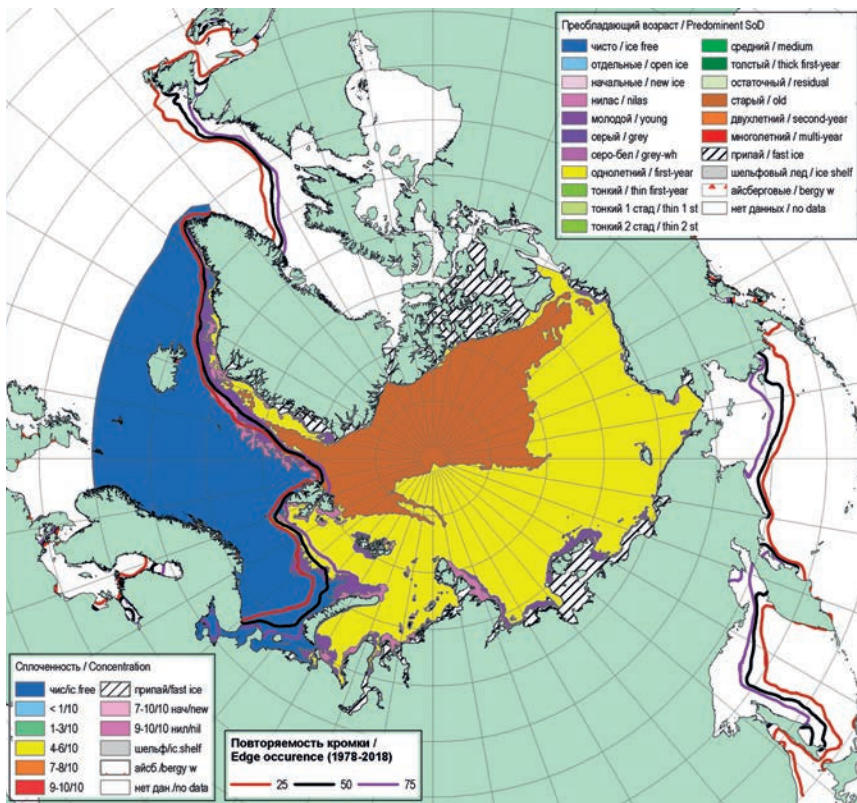 Преобладающий возраст / Predominent SoD
чисто / ice free
отдельные / open ice
начальные / new ice
нилас / nilas
молодой / young
серый / grey
серо-бел / grey-wh
однолетний / first-year
тонкий / thin first-year
тонкий 1 стад / thin 1 st
тонкий 2 стад / thin 2 st
средний / medium
толстый / thick first-year
остаточный / residual
старый / old
двухлетний / second-year
многолетний / multi-year
припай / fast ice
шельфовый лед / ice shelf
айсберговые / bergy w
нет данных / no data
Сплоченность / Concentration
чис/ic.free
< 1/10
1-3/10
4-6/10
7-8/10
9-10/10
припай/fast ice
7-10/10 нач/new
9-10/10 нил/nil
шельф/ic.shelf
айсб./bergy w
нет дан./no data
Повторяемость кромки /
Edge occurence (1978-2018)
25 50 75